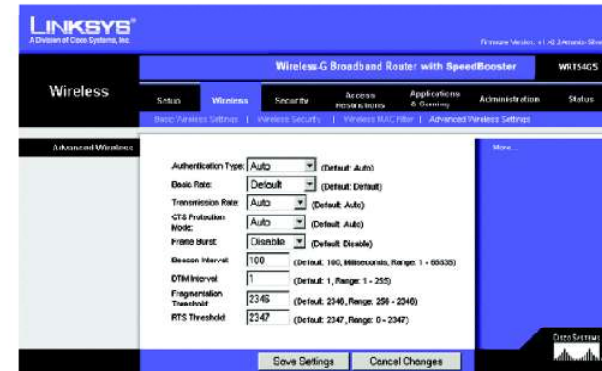 LINKSYS®
A Division of Cisco Systems, Inc.
Firmware Version:
Wireless-G Broadband Router with SpeedBooster
WRT54GS
Wireless
Setup
Wireless
Security
Access Restrictions
Applications & Gaming
Administration
Status
Basic Wireless Settings | Wireless Security | Wireless MAC Filter | Advanced Wireless Settings
Advanced Wireless
More...
Authentication Type: Auto (Default: Auto)
Basic Rate: Default (Default: Default)
Transmission Rate: Auto (Default: Auto)
CTS Protection Mode: Auto (Default: Auto)
Frame Burst: Disable (Default: Disable)
Beacon Interval: 100 (Default: 100, Milliseconds, Range: 1 - 65535)
DTIM Interval: 1 (Default: 1, Range: 1 - 255)
Fragmentation Threshold: 2346 (Default: 2346, Range: 256 - 2346)
RTS Threshold: 2347 (Default: 2347, Range: 0 - 2347)
Save Settings
Cancel Changes
CISCO SYSTEMS